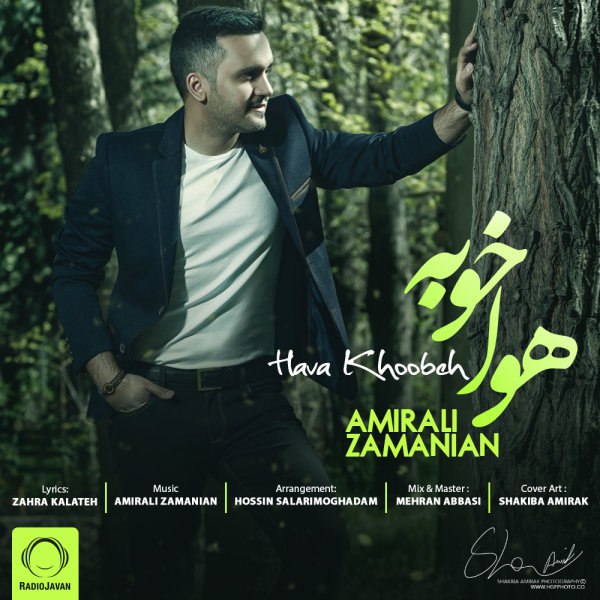 هوا خوبه
Hava Khoobeh
AMIRALI
ZAMANIAN
Lyrics:
ZAHRA KALATEH
Music
AMIRALI ZAMANIAN
Arrangement:
HOSSIN SALARIMOGHADAM
Mix & Master :
MEHRAN ABBASI
Cover Art :
SHAKIBA AMIRAK
RADIOJAVAN
SHAKIBA AMIRAK PHOTOGRAPHY©